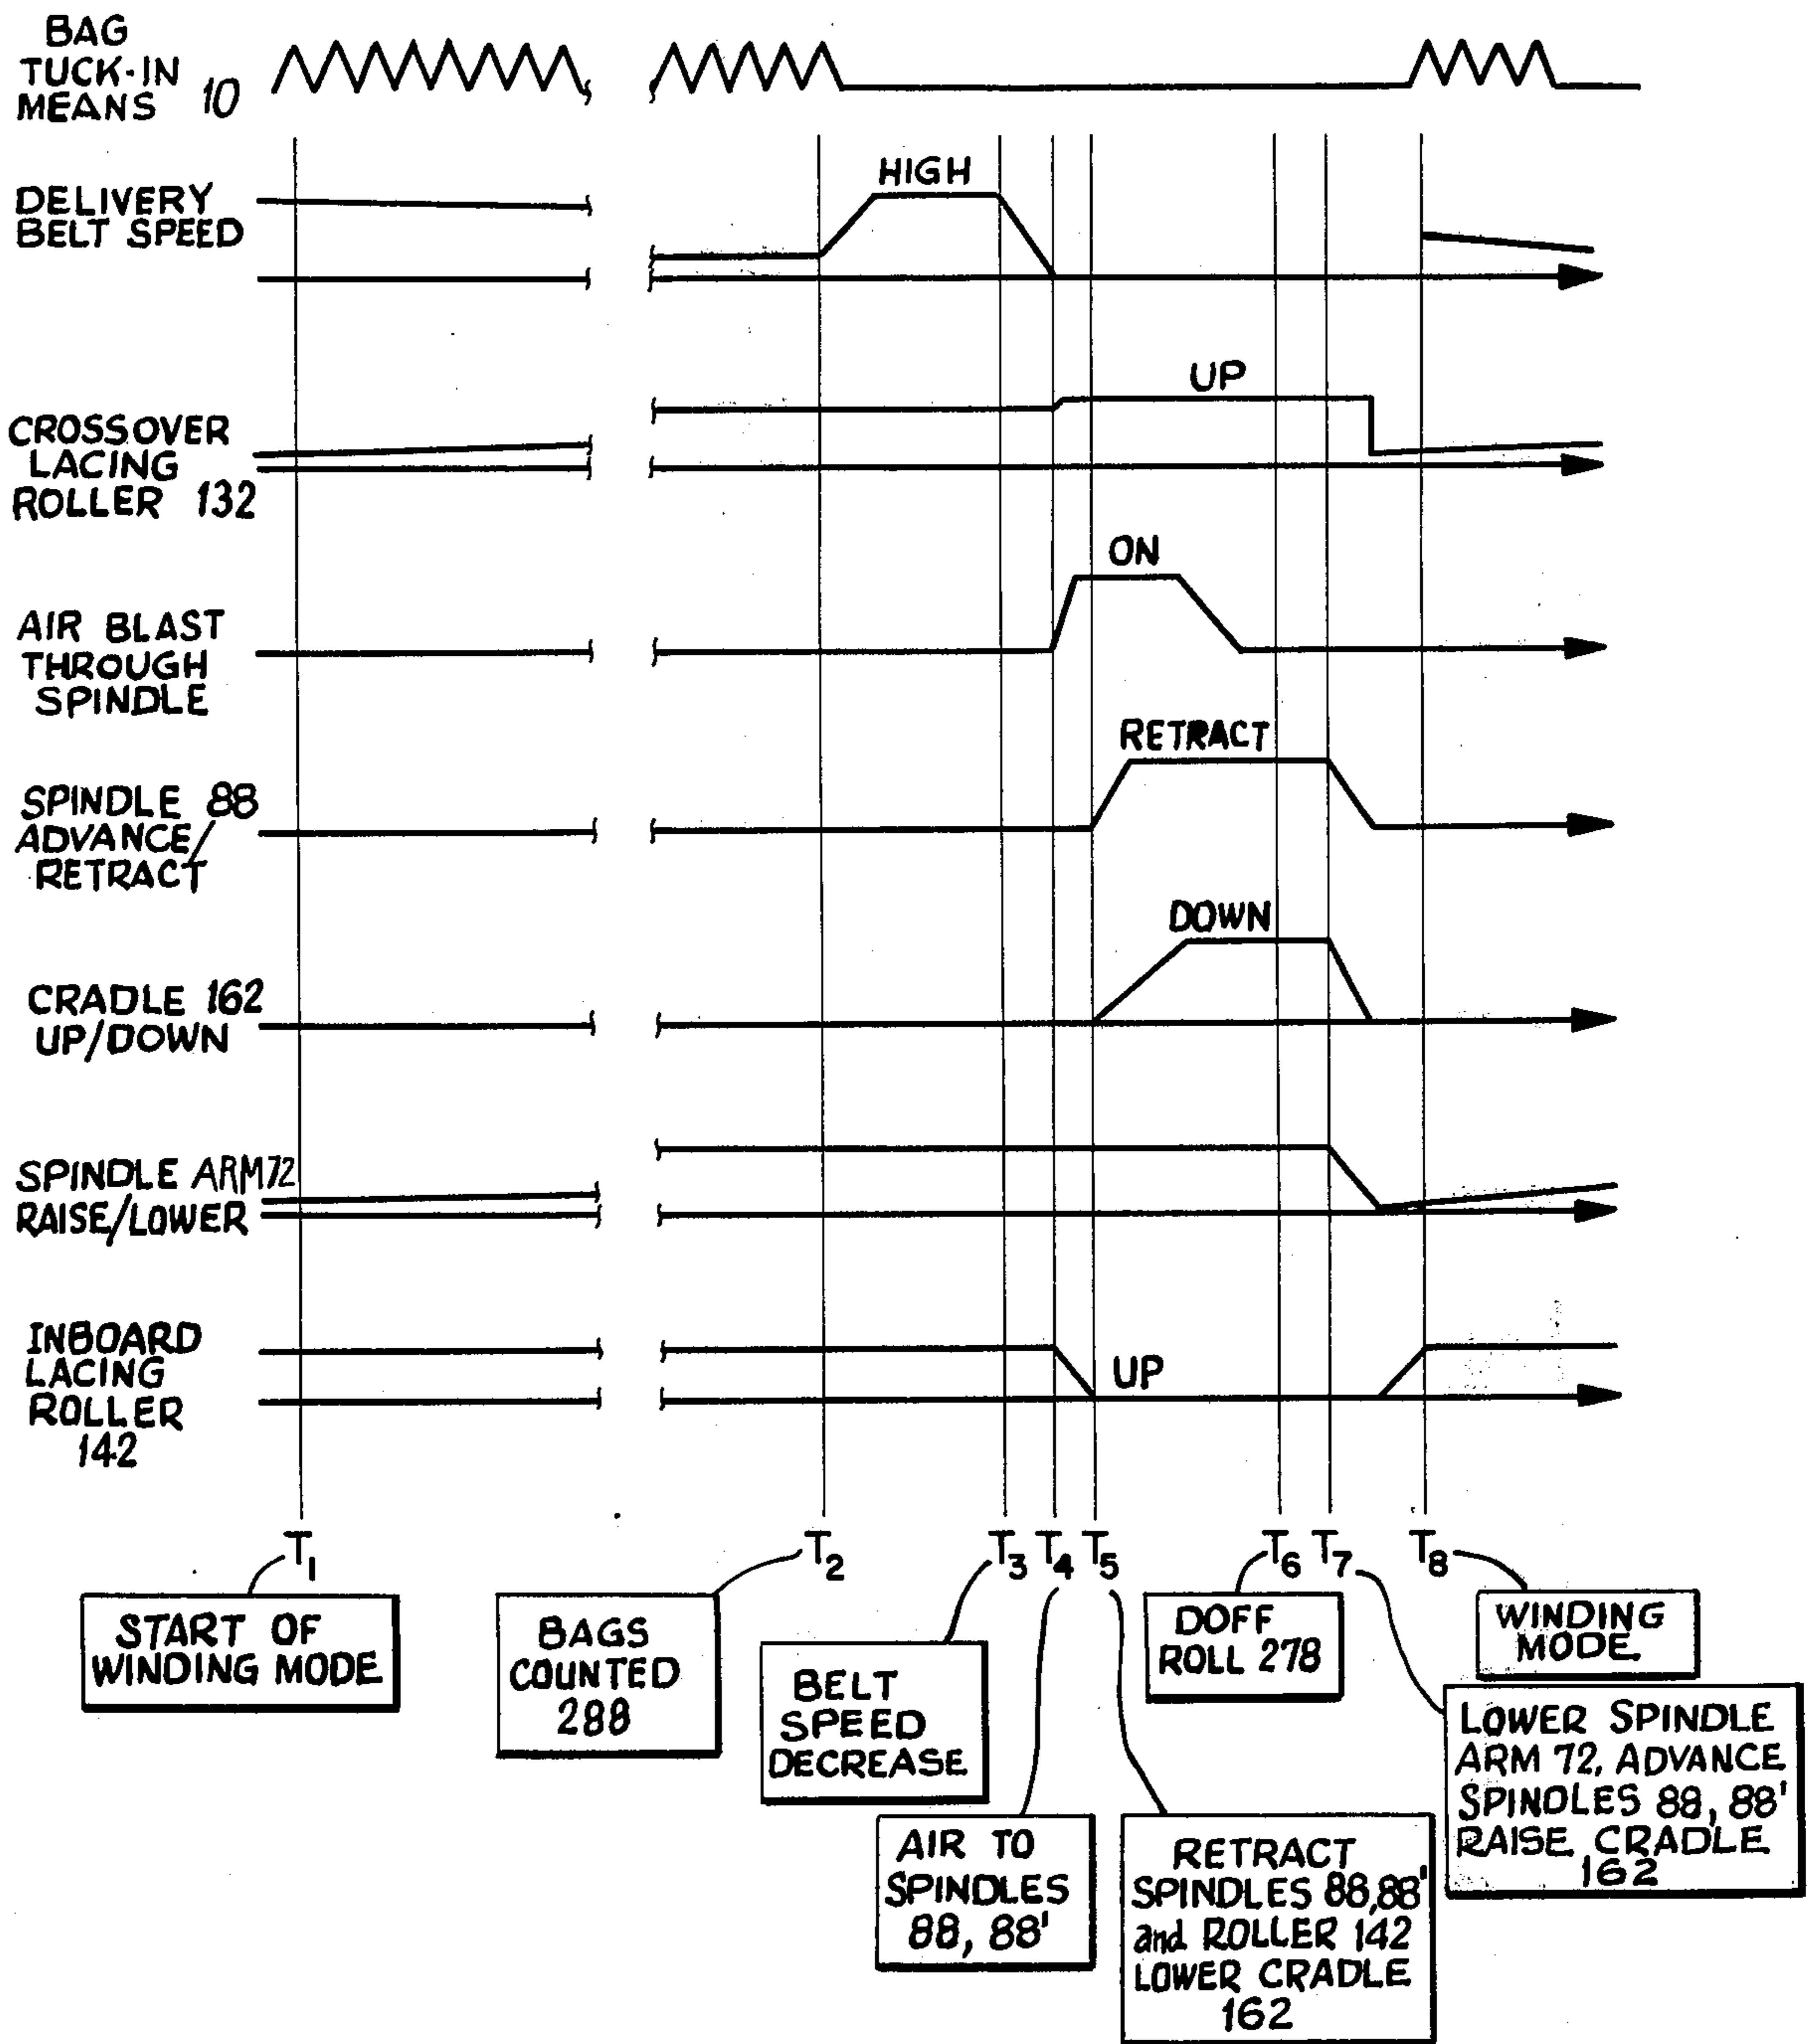 BAG
TUCK-IN
MEANS 10
DELIVERY
BELT SPEED
HIGH
CROSSOVER
LACING
ROLLER 132
UP
AIR BLAST
THROUGH
SPINDLE
ON
SPINDLE 88
ADVANCE/
RETRACT
RETRACT
CRADLE 162
UP/DOWN
DOWN
SPINDLE ARM 72
RAISE/LOWER
INBOARD
LACING
ROLLER
142
UP
T1 T2 T3 T4 T5 T6 T7 T8
START OF
WINDING MODE
BAGS
COUNTED
288
BELT
SPEED
DECREASE
AIR TO
SPINDLES
88, 88'
RETRACT
SPINDLES 88,88'
and ROLLER 142
LOWER CRADLE
162
DOFF
ROLL 278
WINDING
MODE
LOWER SPINDLE
ARM 72, ADVANCE
SPINDLES 88, 88'
RAISE CRADLE
162